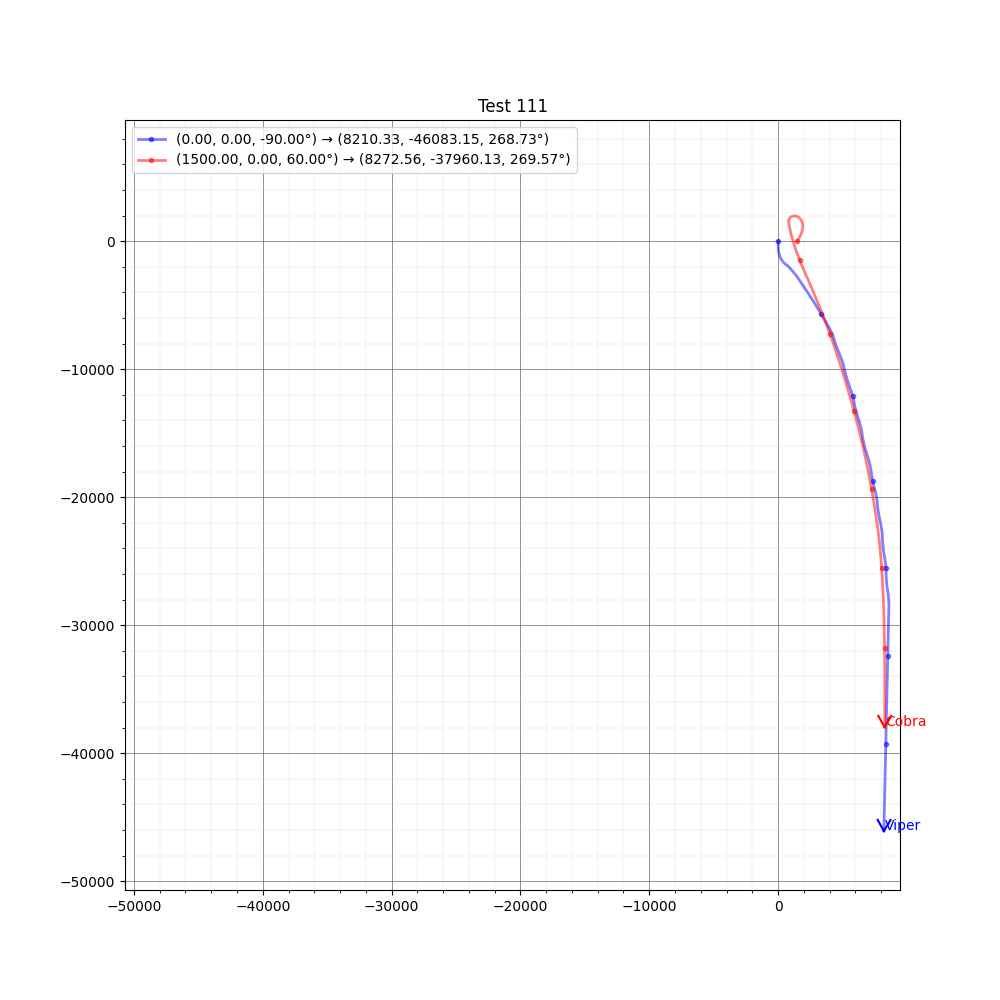 Test 111
(0.00, 0.00, -90.00°) → (8210.33, -46083.15, 268.73°)
(1500.00, 0.00, 60.00°) → (8272.56, -37960.13, 269.57°)
0
−10000
−20000
−30000
−40000
−50000
Cobra
Viper
−50000 −40000 −30000 −20000 −10000 0